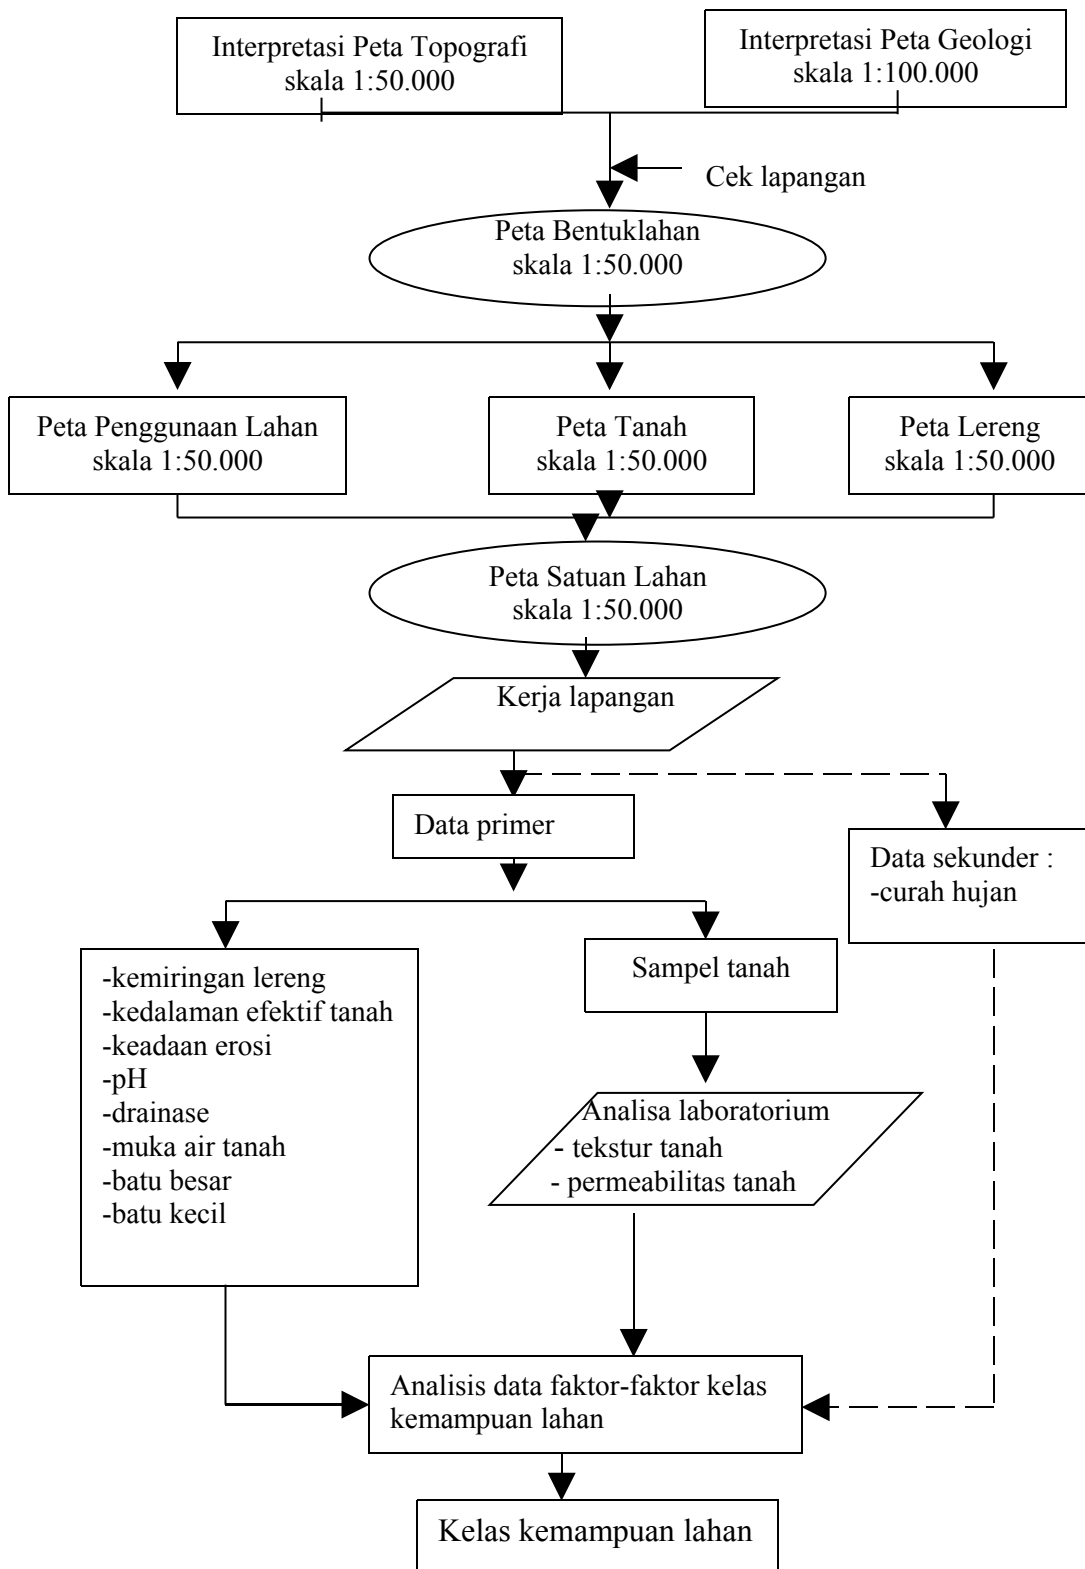 Interpretasi Peta Topografi
skala 1:50.000
Interpretasi Peta Geologi
skala 1:100.000
Cek lapangan
Peta Bentuklahan
skala 1:50.000
Peta Penggunaan Lahan
skala 1:50.000
Peta Tanah
skala 1:50.000
Peta Lereng
skala 1:50.000
Peta Satuan Lahan
skala 1:50.000
Kerja lapangan
Data primer
Data sekunder :
-curah hujan
-kemiringan lereng
-kedalaman efektif tanah
-keadaan erosi
-pH
-drainase
-muka air tanah
-batu besar
-batu kecil
Sampel tanah
Analisa laboratorium
- tekstur tanah
- permeabilitas tanah
Analisis data faktor-faktor kelas
kemampuan lahan
Kelas kemampuan lahan